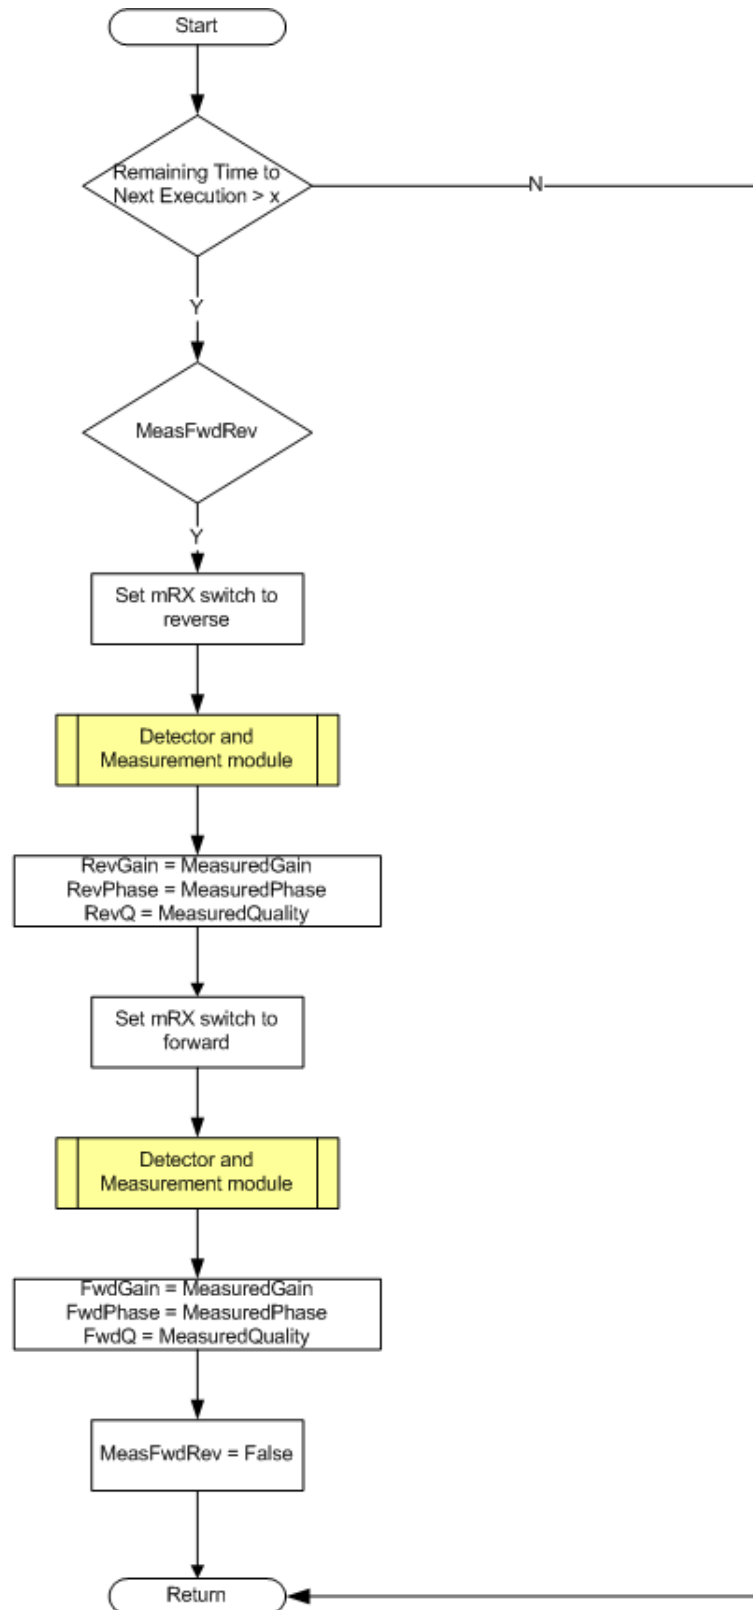 Start
Remaining Time to
Next Execution > x
N
Y
MeasFwdRev
Y
Set mRX switch to
reverse
Detector and
Measurement module
RevGain = MeasuredGain
RevPhase = MeasuredPhase
RevQ = MeasuredQuality
Set mRX switch to
forward
Detector and
Measurement module
FwdGain = MeasuredGain
FwdPhase = MeasuredPhase
FwdQ = MeasuredQuality
MeasFwdRev = False
Return